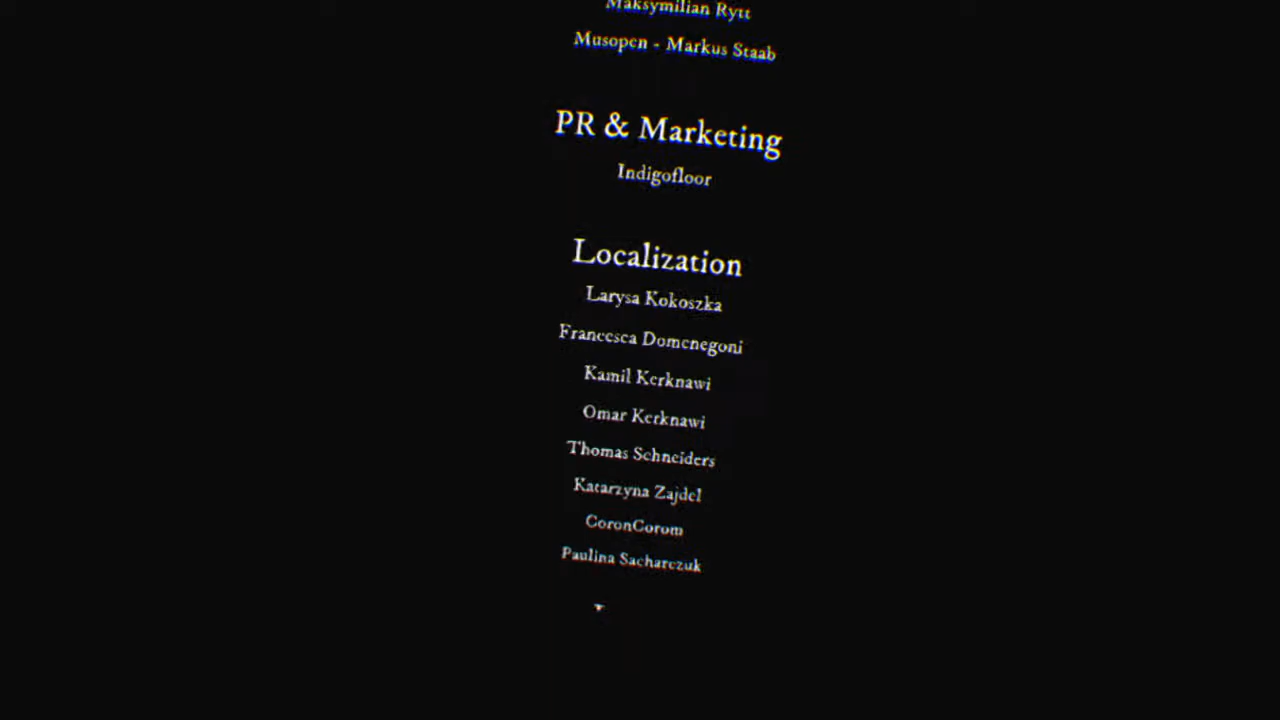 Maksymilian Rytt
Musopen - Markus Staab
PR & Marketing
Indigofloor
Localization
Larysa Kokoszka
Francesca Domenegoni
Kamil Kerknawi
Omar Kerknawi
Thomas Schneiders
Katarzyna Zajdel
CoronCorom
Paulina Sacharczuk